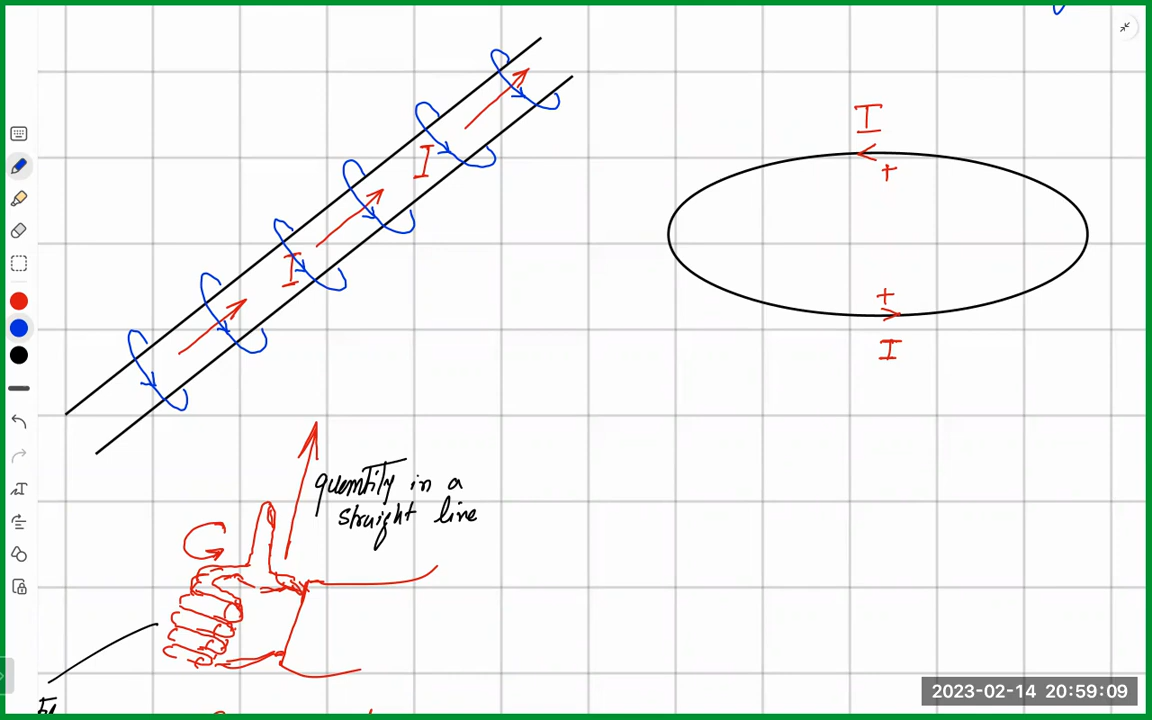 I
I
I
+
+
I
quantity in a
straight line
2023-02-14 20:59:09